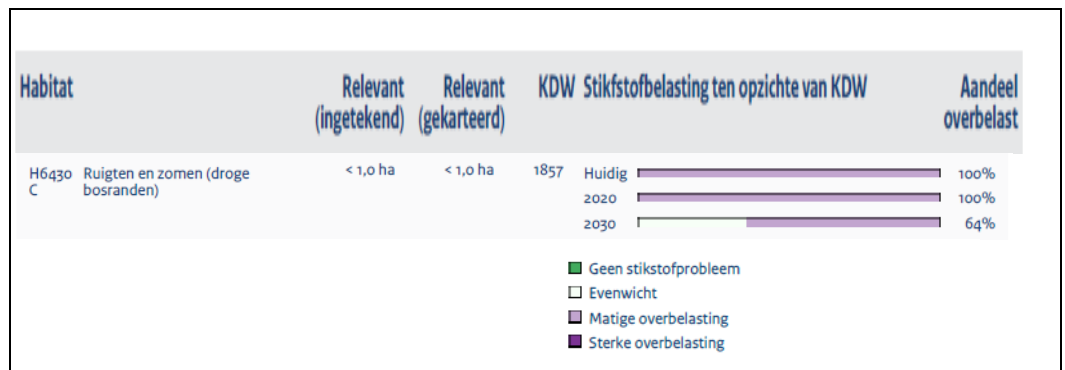 Habitat Relevant Relevant KDW Stikfstofbelasting ten opzichte van KDW Aandeel
(ingetekend) (gekarteerd) overbelast
H6430 Ruigten en zomen (droge < 1,0 ha < 1,0 ha 1857 Huidig 100%
C bosranden)
2020 100%
2030 64%
Geen stikstofprobleem
Evenwicht
Matige overbelasting
Sterke overbelasting